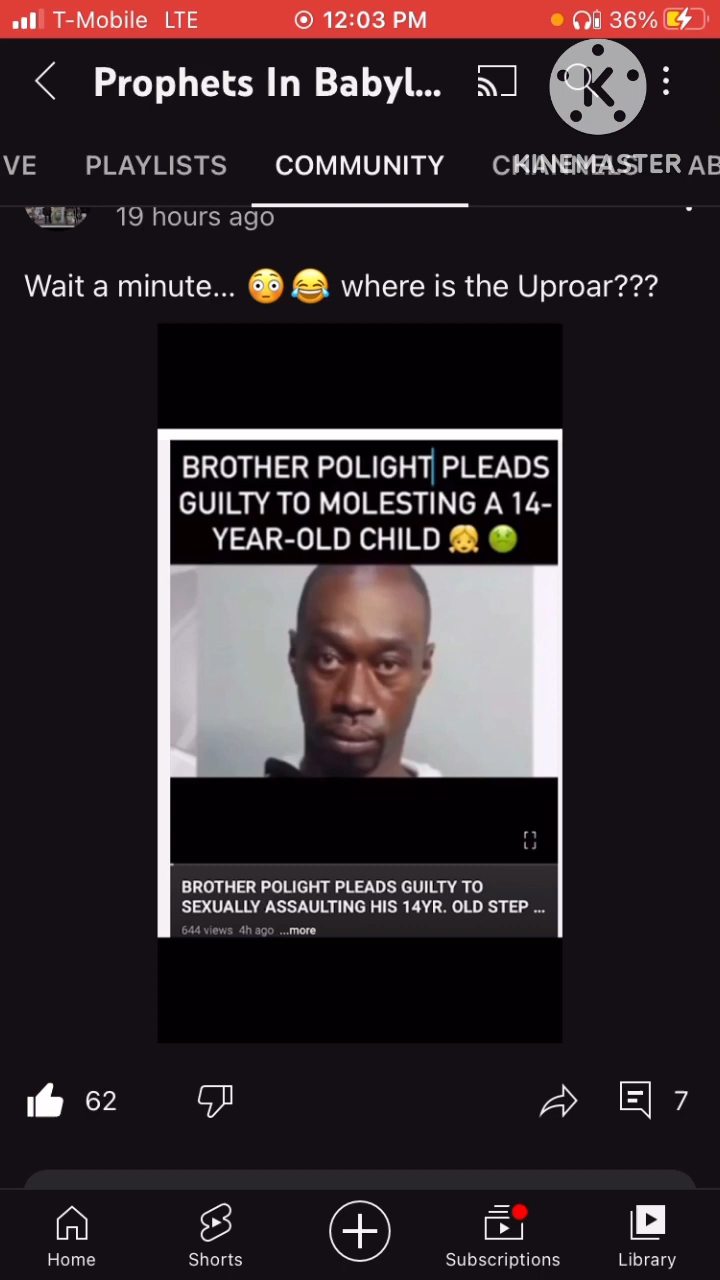 T-Mobile LTE 12:03 PM 36%
Prophets In Babyl...
VE PLAYLISTS COMMUNITY CHANNELS AB
KINEMASTER
19 hours ago
Wait a minute... 😳 😂 where is the Uproar???
BROTHER POLIGHT PLEADS
GUILTY TO MOLESTING A 14-
YEAR-OLD CHILD 👧 🤢
BROTHER POLIGHT PLEADS GUILTY TO
SEXUALLY ASSAULTING HIS 14YR. OLD STEP ...
644 views 4h ago ...more
62 7
Home Shorts Subscriptions Library